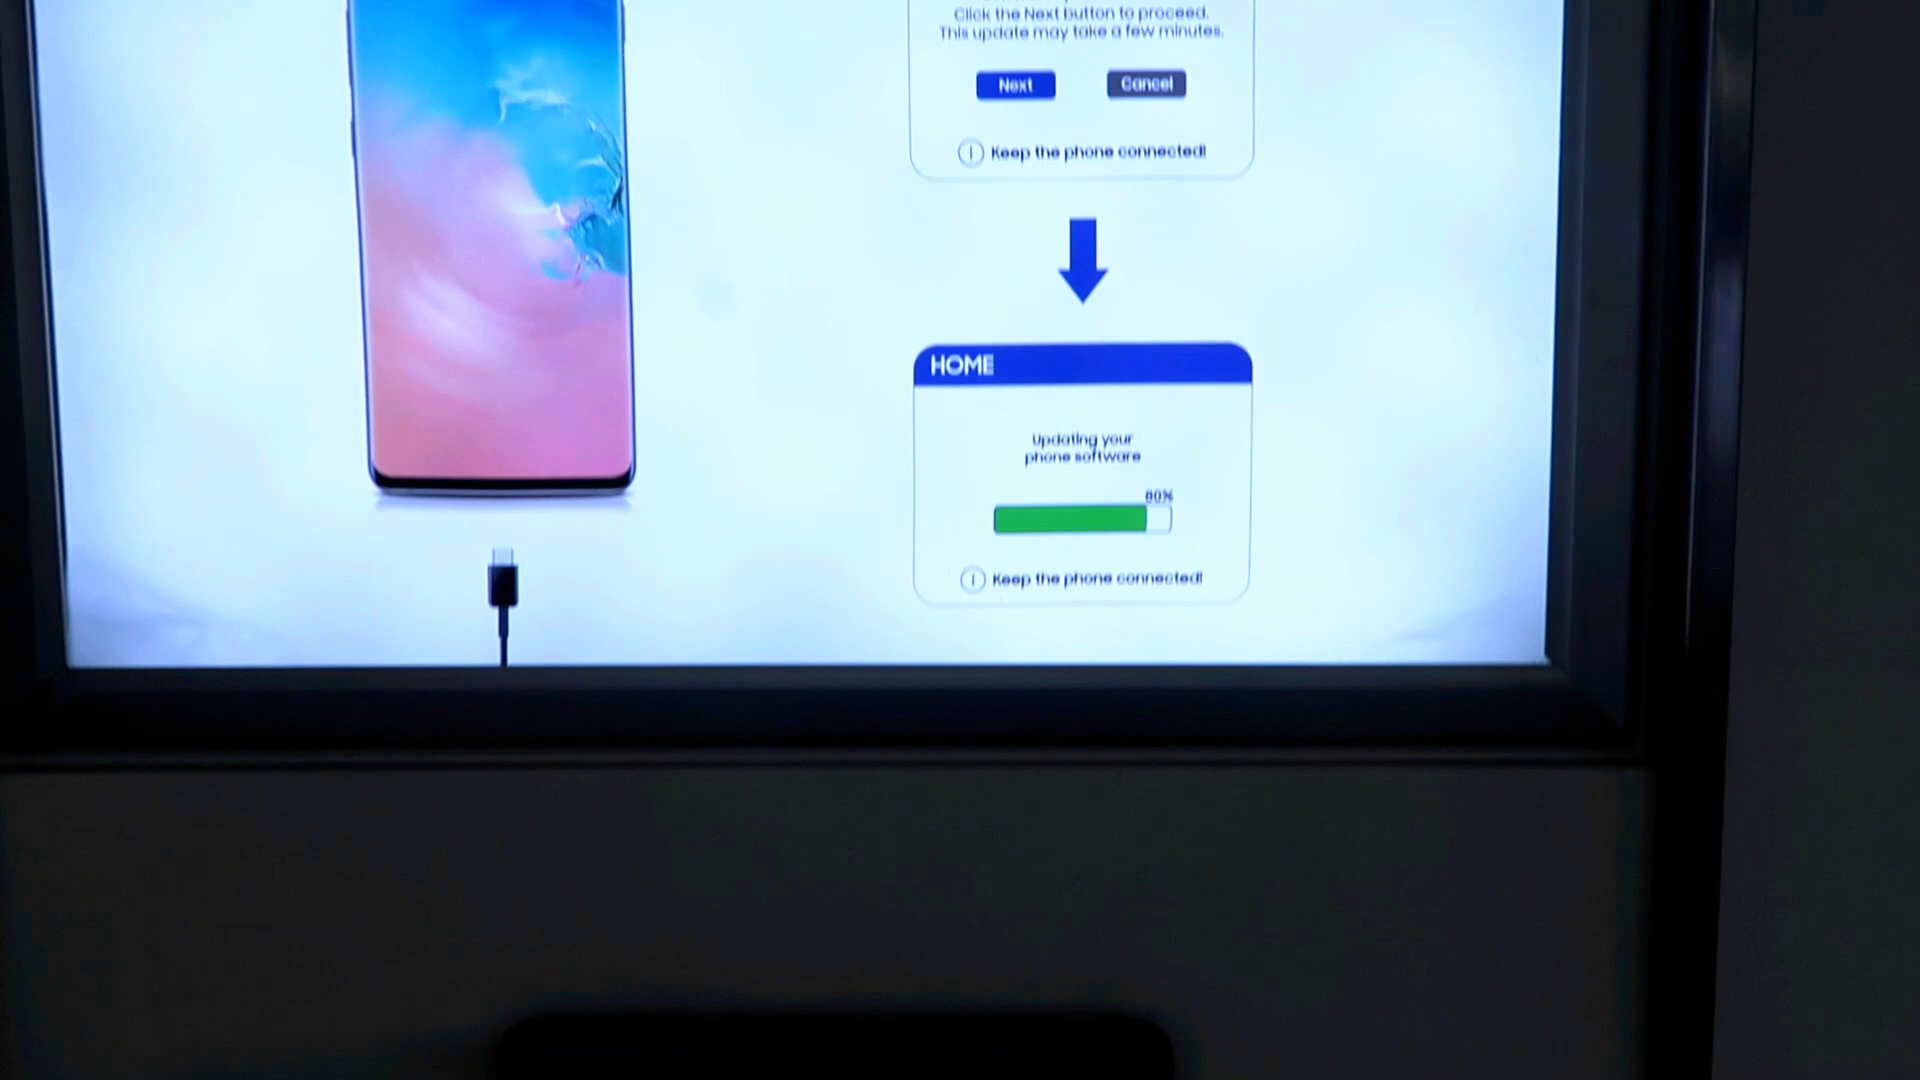 Click the Next button to proceed.
This update may take a few minutes.
Next
Cancel
Keep the phone connected!
HOME
Updating your
phone software
80%
Keep the phone connected!